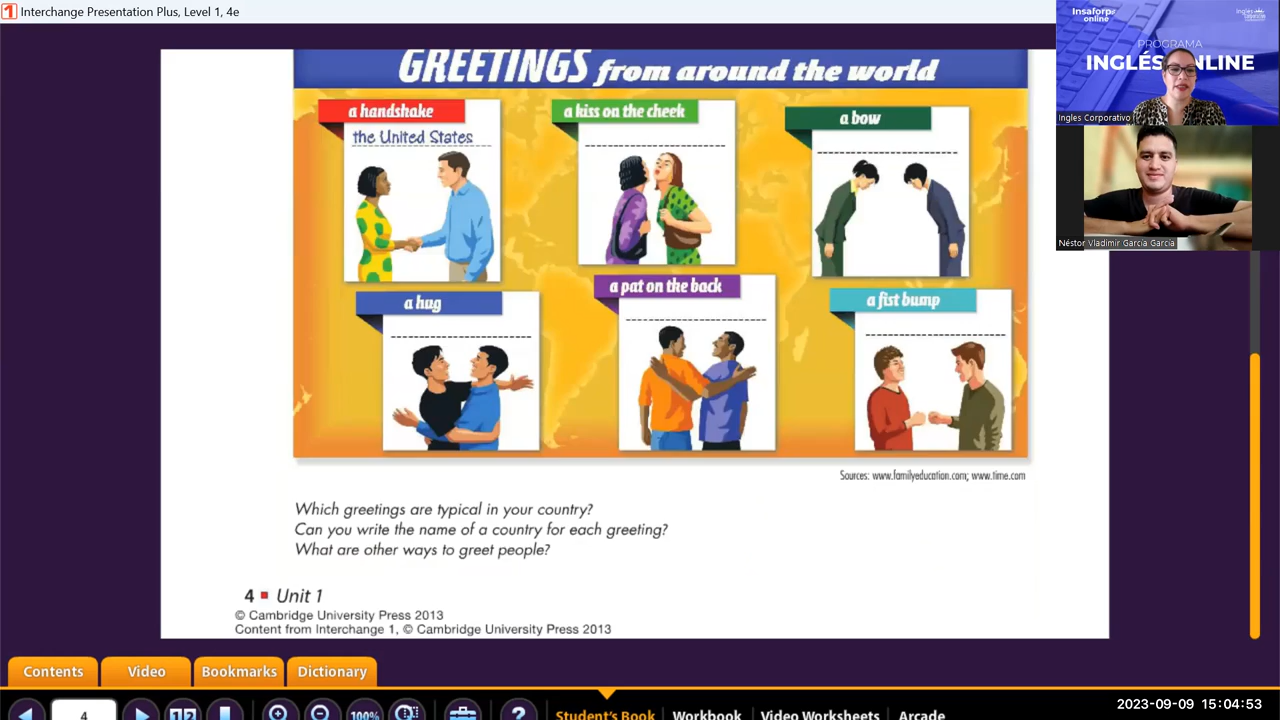 Interchange Presentation Plus, Level 1, 4e
Insaforp
online
PROGRAMA
INGLÉS ONLINE
Ingles Corporativo
Néstor Vladimir García García
GREETINGS from around the world
a handshake
the United States
a kiss on the cheek
a bow
a hug
a pat on the back
a fist bump
Sources: www.familyeducation.com; www.time.com
Which greetings are typical in your country?
Can you write the name of a country for each greeting?
What are other ways to greet people?
4 ■ Unit 1
© Cambridge University Press 2013
Content from Interchange 1, © Cambridge University Press 2013
Contents
Video
Bookmarks
Dictionary
4
1 2
100%
?
Student's Book
Workbook
Video Worksheets
Arcade
2023-09-09 15:04:53